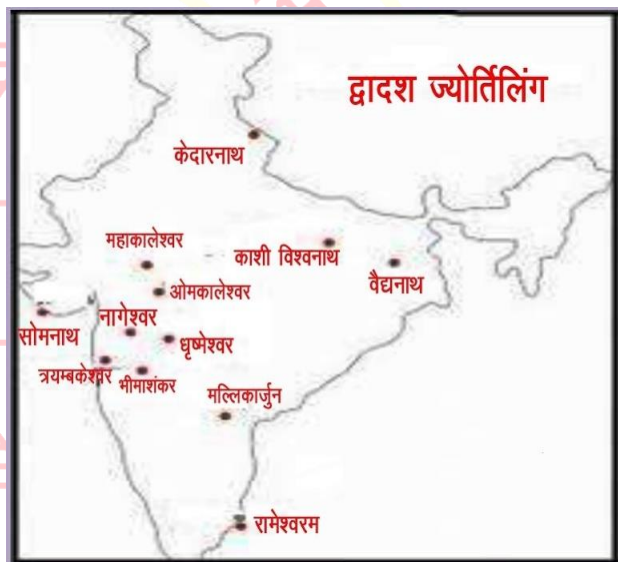 द्वादश ज्योर्तिलिंग
केदारनाथ
महाकालेश्वर
काशी विश्वनाथ
वैद्यनाथ
ओमकालेश्वर
नागेश्वर
सोमनाथ
धृष्मेश्वर
त्रयम्बकेश्वर
भीमाशंकर
मल्लिकार्जुन
रामेश्वरम